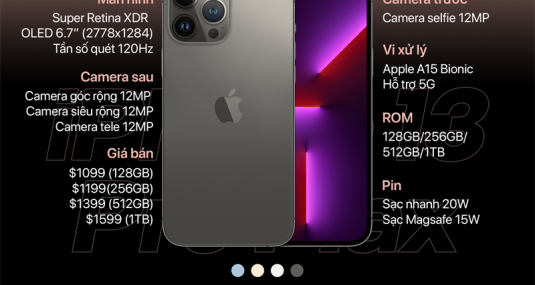 Màn hình
Super Retina XDR
OLED 6.7" (2778x1284)
Tần số quét 120Hz
Camera sau
Camera góc rộng 12MP
Camera siêu rộng 12MP
Camera tele 12MP
Giá bán
$1099 (128GB)
$1199(256GB)
$1399 (512GB)
$1599 (1TB)
Camera trước
Camera selfie 12MP
Vi xử lý
Apple A15 Bionic
Hỗ trợ 5G
ROM
128GB/256GB/
512GB/1TB
Pin
Sạc nhanh 20W
Sạc Magsafe 15W
iPhone 13
Pro Max